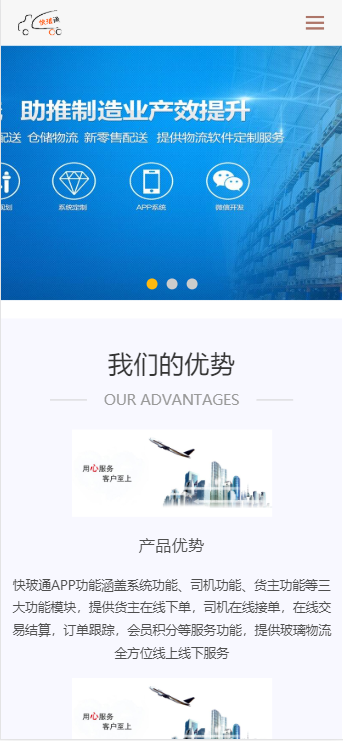 快玻通
助推制造业产效提升
配送 仓储物流 新零售配送 提供物流软件定制服务
规划 系统定制 APP系统 微信开发
我们的优势
OUR ADVANTAGES
用心服务
客户至上
产品优势
快玻通APP功能涵盖系统功能、司机功能、货主功能等三
大功能模块，提供货主在线下单，司机在线接单，在线交
易结算，订单跟踪，会员积分等服务功能，提供玻璃物流
全方位线上线下服务
用心服务
客户至上